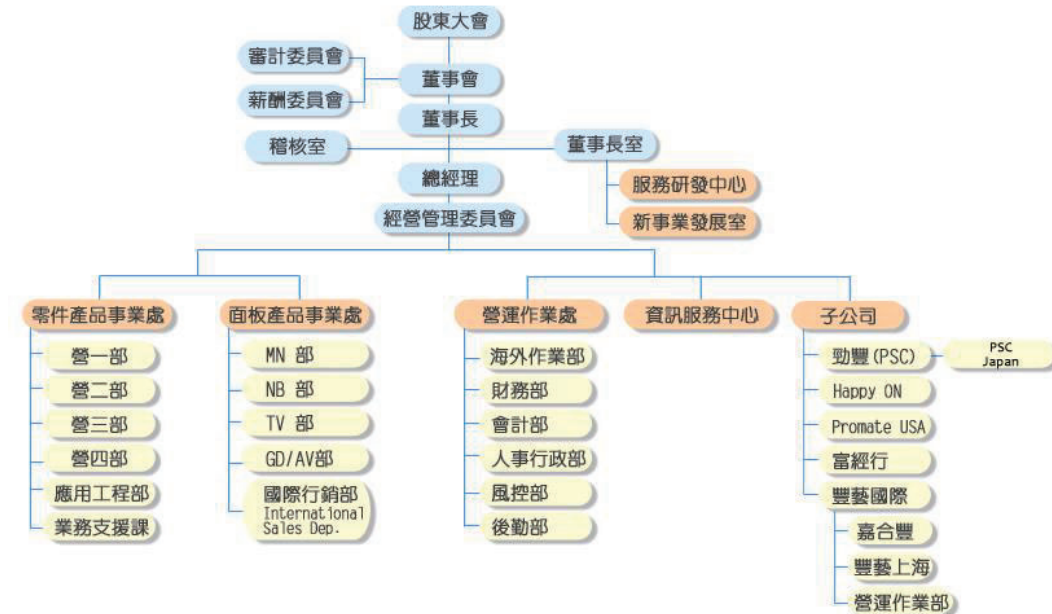 股東大會
審計委員會
董事會
薪酬委員會
董事長
稽核室
董事長室
總經理
服務研發中心
經營管理委員會
新事業發展室
零件產品事業處
營一部
營二部
營三部
營四部
應用工程部
業務支援課
面板產品事業處
MN 部
NB 部
TV 部
GD/AV部
國際行銷部
International
Sales Dep.
營運作業處
海外作業部
財務部
會計部
人事行政部
風控部
後勤部
資訊服務中心
子公司
勁豐(PSC)
PSC
Japan
Happy ON
Promate USA
富經行
豐藝國際
嘉合豐
豐藝上海
營運作業部